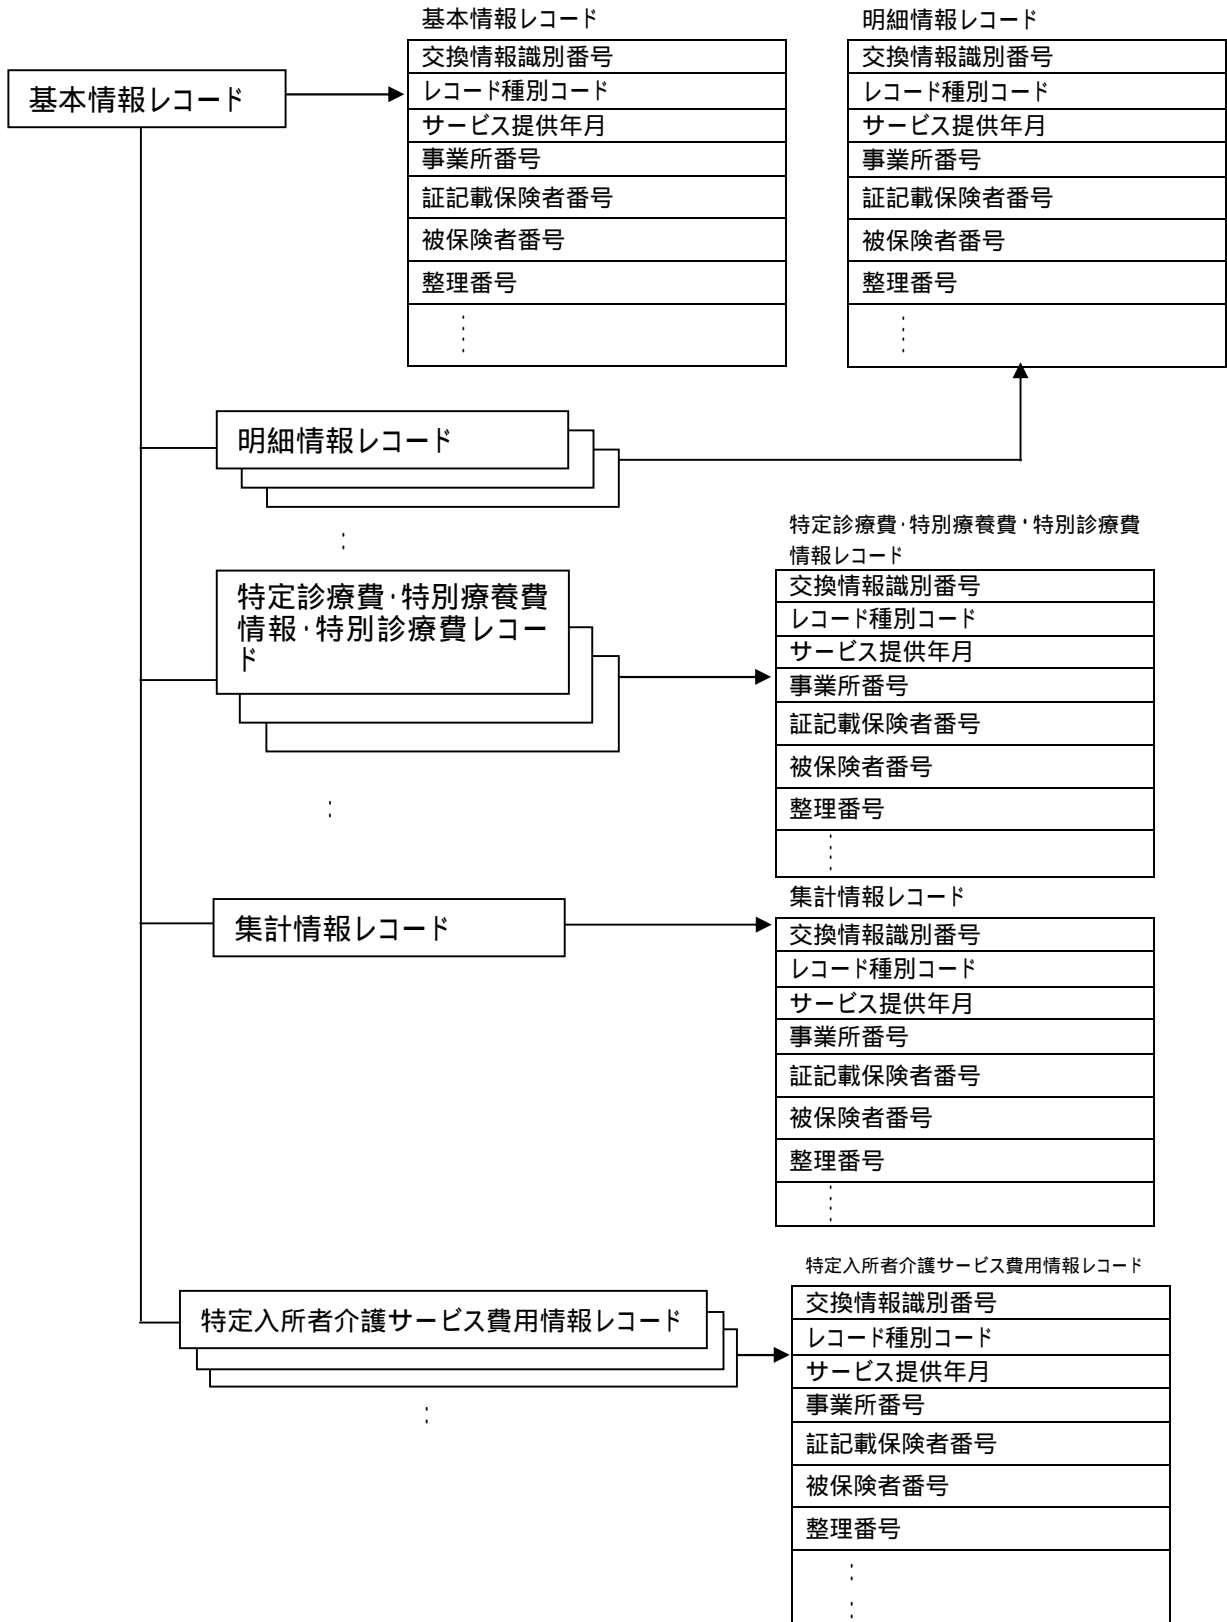 基本情報レコード
基本情報レコード
交換情報識別番号
レコード種別コード
サービス提供年月
事業所番号
証記載保険者番号
被保険者番号
整理番号
明細情報レコード
交換情報識別番号
レコード種別コード
サービス提供年月
事業所番号
証記載保険者番号
被保険者番号
整理番号
明細情報レコード
特定診療費・特別療養費
情報・特別診療費レコー
ド
特定診療費・特別療養費・特別診療費
情報レコード
交換情報識別番号
レコード種別コード
サービス提供年月
事業所番号
証記載保険者番号
被保険者番号
整理番号
集計情報レコード
集計情報レコード
交換情報識別番号
レコード種別コード
サービス提供年月
事業所番号
証記載保険者番号
被保険者番号
整理番号
特定入所者介護サービス費用情報レコード
特定入所者介護サービス費用情報レコード
交換情報識別番号
レコード種別コード
サービス提供年月
事業所番号
証記載保険者番号
被保険者番号
整理番号